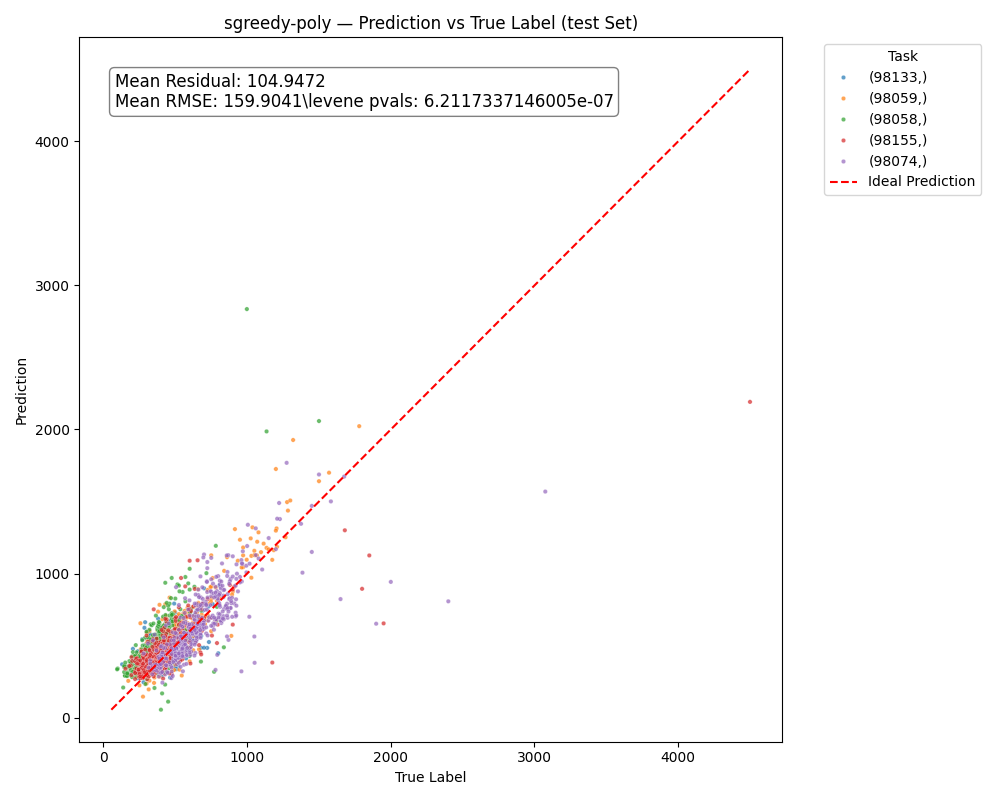 sgreedy-poly — Prediction vs True Label (test Set)
Mean Residual: 104.9472
Mean RMSE: 159.9041\levene pvals: 6.2117337146005e-07
Task
(98133,)
(98059,)
(98058,)
(98155,)
(98074,)
Ideal Prediction
Prediction
4000
3000
2000
1000
0
0
1000
2000
3000
4000
True Label